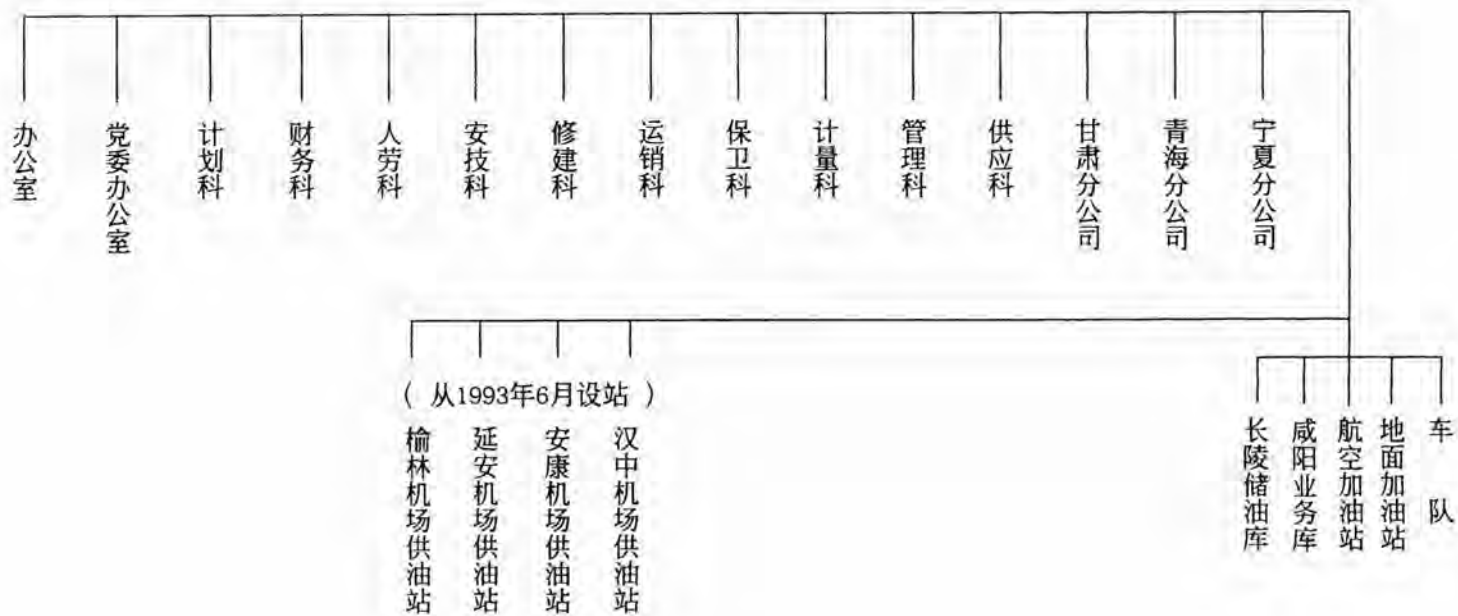 办公室
党委办公室
计划科
财务科
人劳科
安技科
修建科
运销科
保卫科
计量科
管理科
供应科
甘肃分公司
青海分公司
宁夏分公司
(从1993年6月设站)
榆林机场供油站
延安机场供油站
安康机场供油站
汉中机场供油站
长陵储油库
咸阳业务库
航空加油站
地面加油站
车队